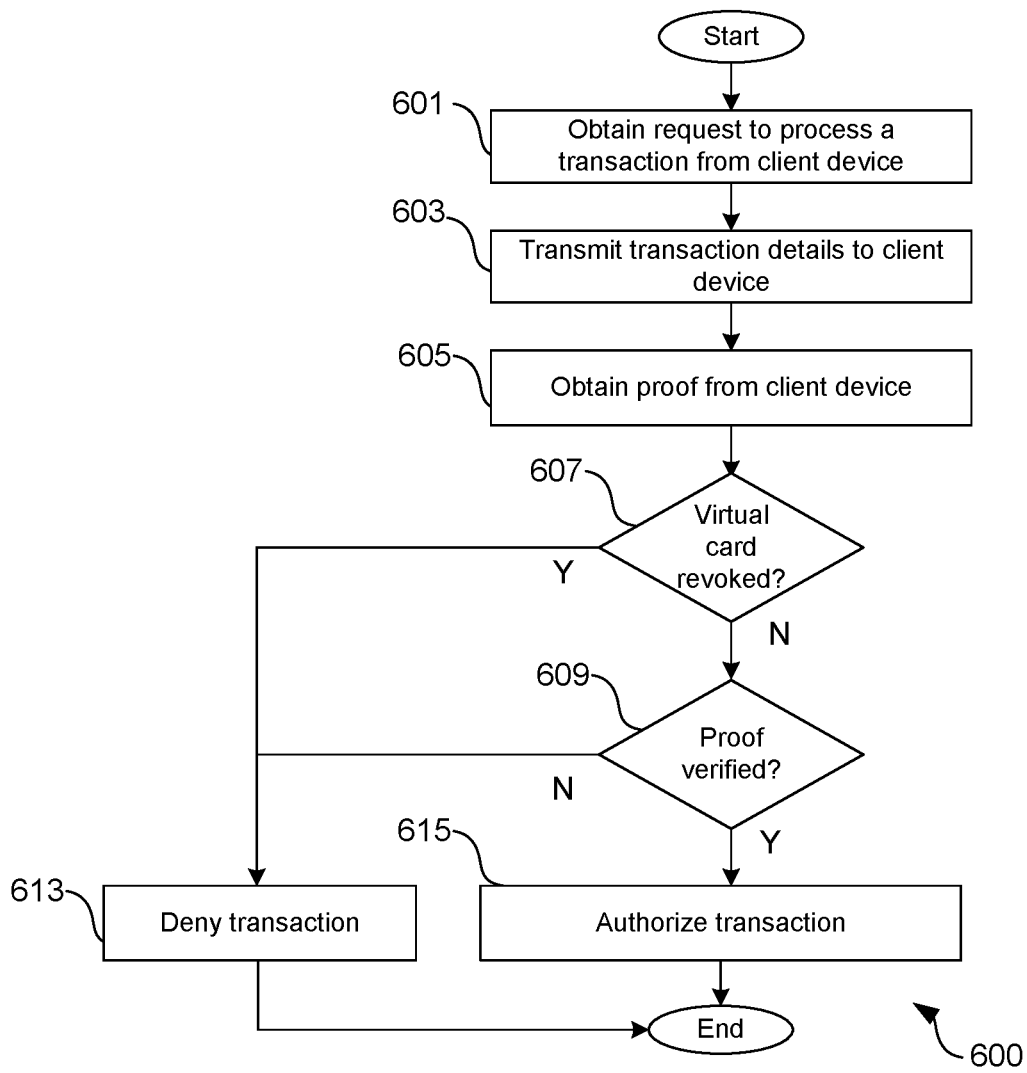 Start
601
Obtain request to process a
transaction from client device
603
Transmit transaction details to client
device
605
Obtain proof from client device
607
Virtual
card
revoked?
Y
N
609
Proof
verified?
N
Y
615
613
Deny transaction
Authorize transaction
End
600